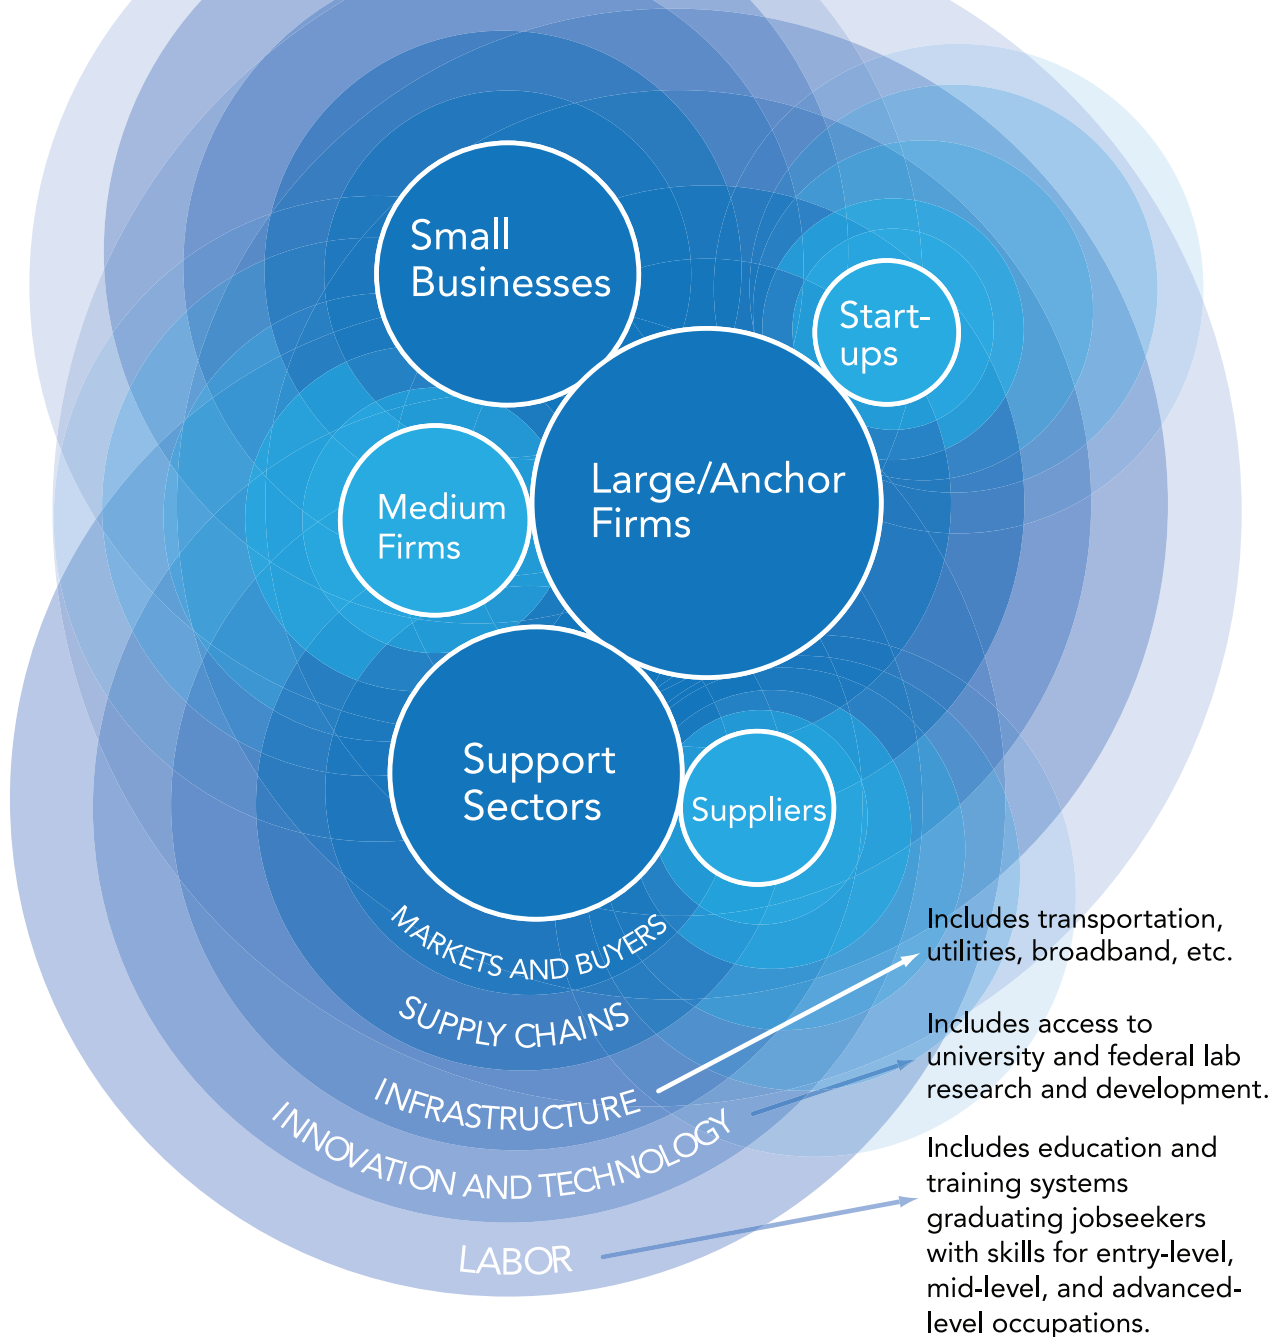 Small
Businesses
Start-
ups
Large/Anchor
Firms
Medium
Firms
Support
Sectors
Suppliers
MARKETS AND BUYERS
SUPPLY CHAINS
INFRASTRUCTURE
INNOVATION AND TECHNOLOGY
LABOR
Includes transportation,
utilities, broadband, etc.
Includes access to
university and federal lab
research and development.
Includes education and
training systems
graduating jobseekers
with skills for entry-level,
mid-level, and advanced-
level occupations.